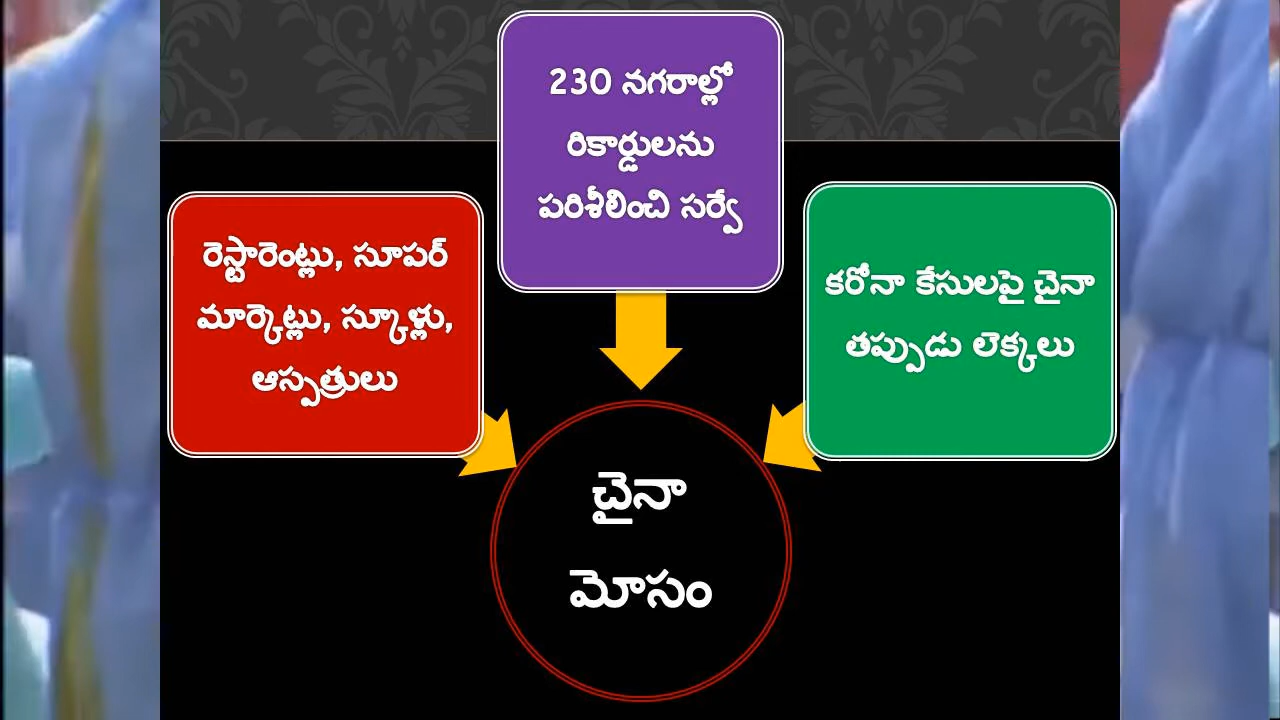 230 నగరాల్లో
రికార్డులను
పరిశీలించి సర్వే
రెస్టారెంట్లు, సూపర్
మార్కెట్లు, స్కూళ్లు,
ఆస్పత్రులు
కరోనా కేసులపై చైనా
తప్పుడు లెక్కలు
చైనా
మోసం